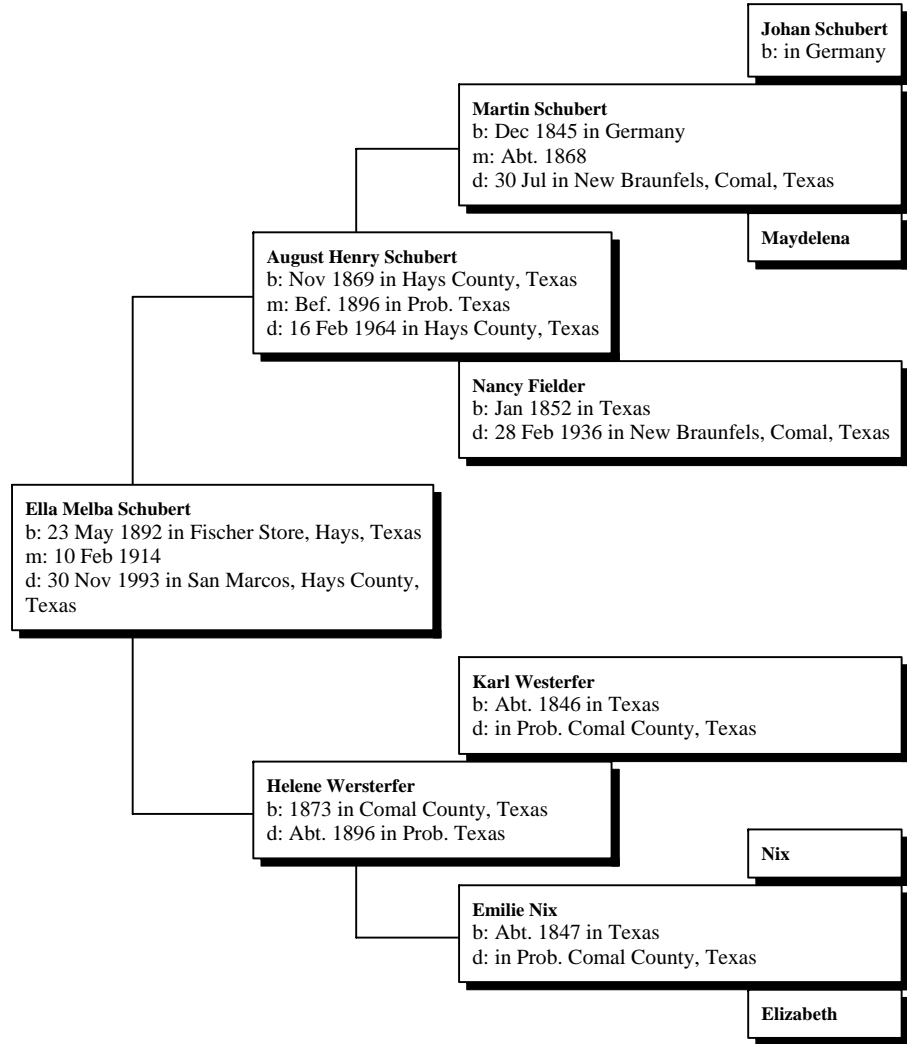 Johan Schubert
b: in Germany
Martin Schubert
b: Dec 1845 in Germany
m: Abt. 1868
d: 30 Jul in New Braunfels, Comal, Texas
Maydelena
August Henry Schubert
b: Nov 1869 in Hays County, Texas
m: Bef. 1896 in Prob. Texas
d: 16 Feb 1964 in Hays County, Texas
Nancy Fielder
b: Jan 1852 in Texas
d: 28 Feb 1936 in New Braunfels, Comal, Texas
Ella Melba Schubert
b: 23 May 1892 in Fischer Store, Hays, Texas
m: 10 Feb 1914
d: 30 Nov 1993 in San Marcos, Hays County,
Texas
Karl Westerfer
b: Abt. 1846 in Texas
d: in Prob. Comal County, Texas
Helene Wersterfer
b: 1873 in Comal County, Texas
d: Abt. 1896 in Prob. Texas
Nix
Emilie Nix
b: Abt. 1847 in Texas
d: in Prob. Comal County, Texas
Elizabeth